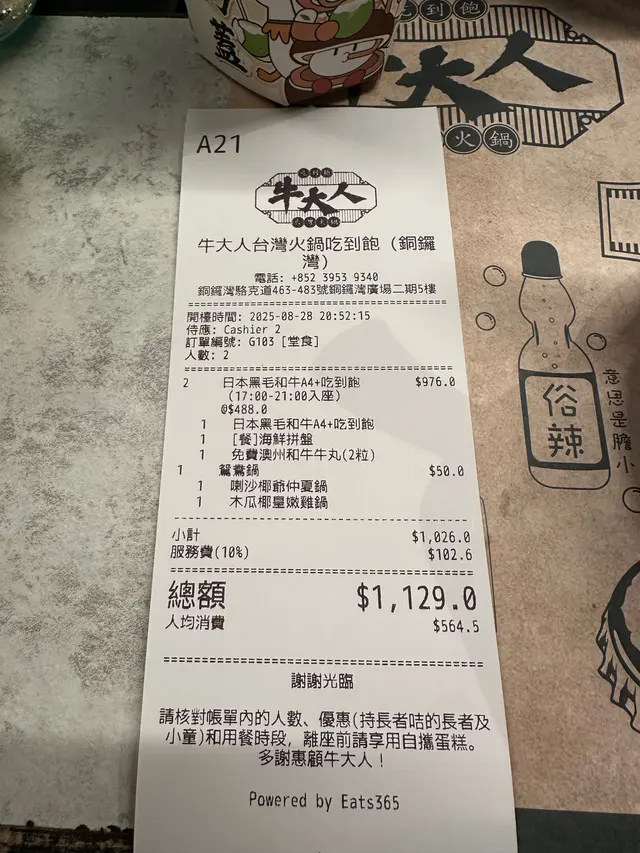 到飽
蓋
牛大人
火鍋
A21
吃到飽
牛大人
台灣火鍋
牛大人台灣火鍋吃到飽 (銅鑼
灣)
電話: +852 3953 9340
銅鑼灣駱克道463-483號銅鑼灣廣場二期5樓
開檯時間: 2025-08-28 20:52:15
侍應: Cashier 2
訂單編號: G103 [堂食]
人數: 2
2 日本黑毛和牛A4+吃到飽 $976.0
(17:00-21:00入座)
@$488.0
1 日本黑毛和牛A4+吃到飽
1 [餐]海鮮拼盤
1 免費澳州和牛牛丸(2粒)
1 鴛鴦鍋 $50.0
1 喇沙椰爺仲夏鍋
1 木瓜椰皇嫩雞鍋
小計 $1,026.0
服務費(10%) $102.6
總額 $1,129.0
人均消費 $564.5
謝謝光臨
請核對帳單內的人數、優惠(持長者咭的長者及
小童)和用餐時段, 離座前請享用自攜蛋糕。
多謝惠顧牛大人!
Powered by Eats365
俗辣
意思是膽小